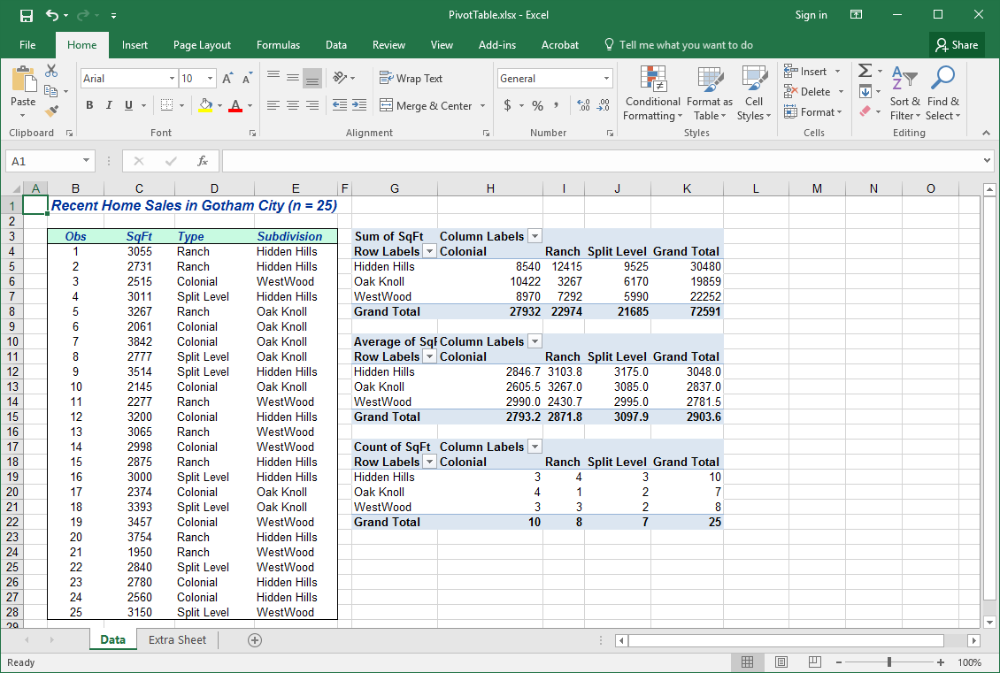 PivotTable.xlsx - Excel
Sign in
File Home Insert Page Layout Formulas Data Review View Add-ins Acrobat Tell me what you want to do Share
Paste
Arial 10
B I U A
Wrap Text
Merge & Center
General
$ % ,
Conditional Formatting
Format as Table
Cell Styles
Insert
Delete
Format
Sort & Filter
Find & Select
Clipboard Font Alignment Number Styles Cells Editing
A1 fx
A B C D E F G H I J K L M N O
1 Recent Home Sales in Gotham City (n = 25)
2
3 Obs SqFt Type Subdivision Sum of SqFt Column Labels
4 1 3055 Ranch Hidden Hills Row Labels Colonial Ranch Split Level Grand Total
5 2 2731 Ranch Hidden Hills Hidden Hills 8540 12415 9525 30480
6 3 2515 Colonial WestWood Oak Knoll 10422 3267 6170 19859
7 4 3011 Split Level Hidden Hills WestWood 8970 7292 5990 22252
8 5 3267 Ranch Oak Knoll Grand Total 27932 22974 21685 72591
9 6 2061 Colonial Oak Knoll
10 7 3842 Colonial Oak Knoll Average of SqF Column Labels
11 8 2777 Split Level Oak Knoll Row Labels Colonial Ranch Split Level Grand Total
12 9 3514 Split Level Hidden Hills Hidden Hills 2846.7 3103.8 3175.0 3048.0
13 10 2145 Colonial Oak Knoll Oak Knoll 2605.5 3267.0 3085.0 2837.0
14 11 2277 Ranch WestWood WestWood 2990.0 2430.7 2995.0 2781.5
15 12 3200 Colonial Hidden Hills Grand Total 2793.2 2871.8 3097.9 2903.6
16 13 3065 Ranch WestWood
17 14 2998 Colonial WestWood Count of SqFt Column Labels
18 15 2875 Ranch Hidden Hills Row Labels Colonial Ranch Split Level Grand Total
19 16 3000 Split Level Hidden Hills Hidden Hills 3 4 3 10
20 17 2374 Colonial Oak Knoll Oak Knoll 4 1 2 7
21 18 3393 Split Level Oak Knoll WestWood 3 3 2 8
22 19 3457 Colonial WestWood Grand Total 10 8 7 25
23 20 3754 Ranch Hidden Hills
24 21 1950 Ranch WestWood
25 22 2840 Split Level WestWood
26 23 2780 Colonial Hidden Hills
27 24 2560 Colonial Hidden Hills
28 25 3150 Split Level WestWood
29
Data Extra Sheet
Ready 100%